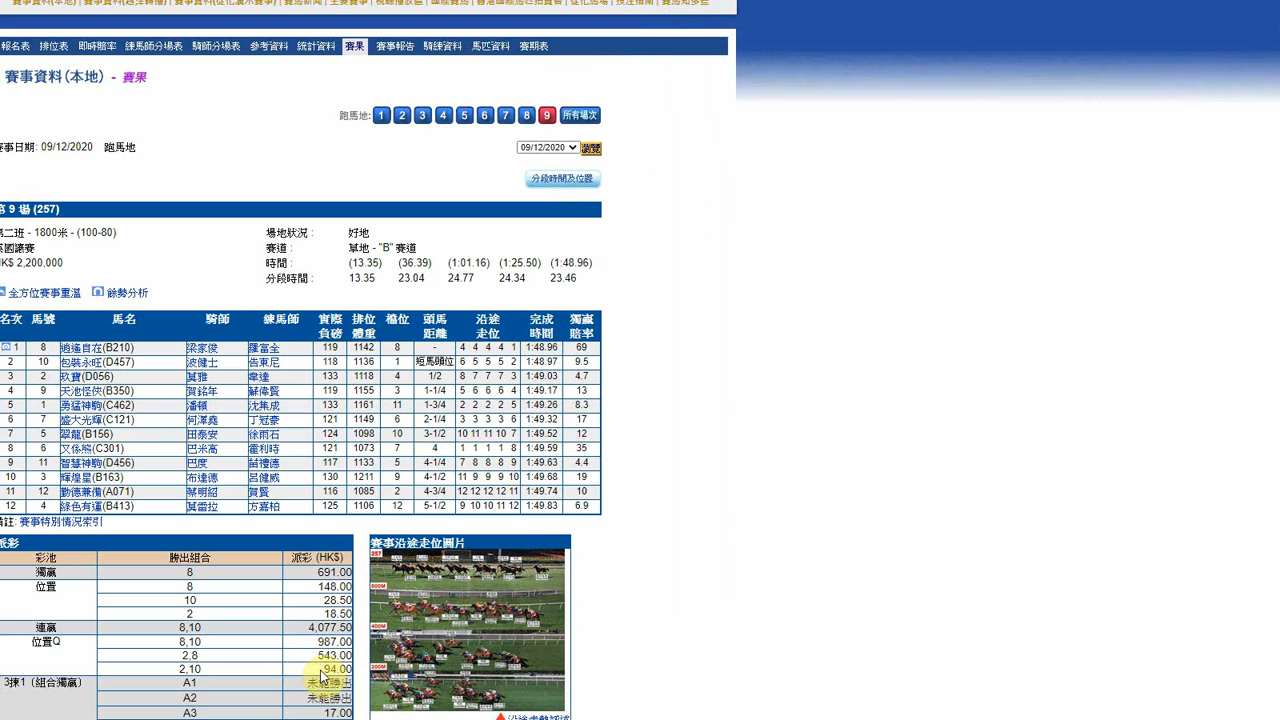 報名表 排位表 即時賠率 練馬師分場表 騎師分場表 參考資料 統計資料 賽果 賽事報告 騎練資料 馬匹資料 賽期表
賽事資料(本地) - 賽果
跑馬地: 1 2 3 4 5 6 7 8 9 所有場次
賽事日期: 09/12/2020 跑馬地
09/12/2020 瀏覽
分段時間及位置
第 9 場 (257)
第二班 - 1800米 - (100-80) 場地狀況 : 好地
英國讓賽 賽道 : 草地 - "B" 賽道
HK$ 2,200,000 時間 : (13.35) (36.39) (1:01.16) (1:25.50) (1:48.96)
分段時間 : 13.35 23.04 24.77 24.34 23.46
全方位賽事重溫 餘勢分析
名次 馬號 馬名 騎師 練馬師 實際負磅 排位體重 檔位 頭馬距離 沿途走位 完成時間 獨贏賠率
1 8 逍遙自在(B210) 梁家俊 羅富全 119 1142 8 - 4 4 4 4 1 1:48.96 69
2 10 包裝永旺(D457) 波健士 告東尼 118 1136 1 短馬頭位 6 5 5 5 2 1:48.97 9.5
3 2 玖寶(D056) 莫雅 韋達 133 1118 4 1/2 8 7 7 7 3 1:49.03 4.7
4 9 天池怪俠(B350) 賀銘年 蘇偉賢 119 1155 3 1-1/4 5 6 6 6 4 1:49.17 13
5 1 勇猛神駒(C462) 潘頓 沈集成 133 1161 11 1-3/4 2 2 2 2 5 1:49.26 8.3
6 7 盛大光輝(C121) 何澤堯 丁冠豪 121 1149 6 2-1/4 3 3 3 3 6 1:49.32 17
7 5 翠龍(B156) 田泰安 徐雨石 124 1098 10 3-1/2 10 11 11 10 7 1:49.52 12
8 6 又係熊(C301) 巴米高 霍利時 121 1073 7 4 1 1 1 1 8 1:49.59 35
9 11 智慧神駒(D456) 巴度 苗禮德 117 1133 5 4-1/4 7 8 8 8 9 1:49.63 4.4
10 3 輝煌星(B163) 布達德 呂健威 130 1211 9 4-1/2 11 9 9 9 10 1:49.68 19
11 12 勤德兼備(A071) 蔡明紹 賀賢 116 1085 2 4-3/4 12 12 12 12 11 1:49.74 10
12 4 綠色有運(B413) 莫雷拉 方嘉柏 125 1106 12 5-1/2 9 10 10 11 12 1:49.83 6.9
備註: 賽事特別情況索引
派彩 賽事沿途走位圖片
彩池 勝出組合 派彩 (HK$)
獨贏 8 691.00
位置 8 148.00
10 28.50
2 18.50
連贏 8,10 4,077.50
位置Q 8,10 987.00
2,8 543.00
2,10 94.00
3揀1 (組合獨贏) A1 未能勝出
A2 未能勝出
A3 17.00
257
800M
400M
200M